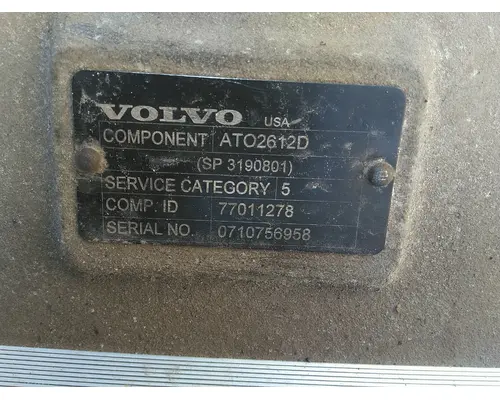 VOLVO USA
COMPONENT ATO2612D
(SP 3190801)
SERVICE CATEGORY 5
COMP. ID 77011278
SERIAL NO. 0710756958